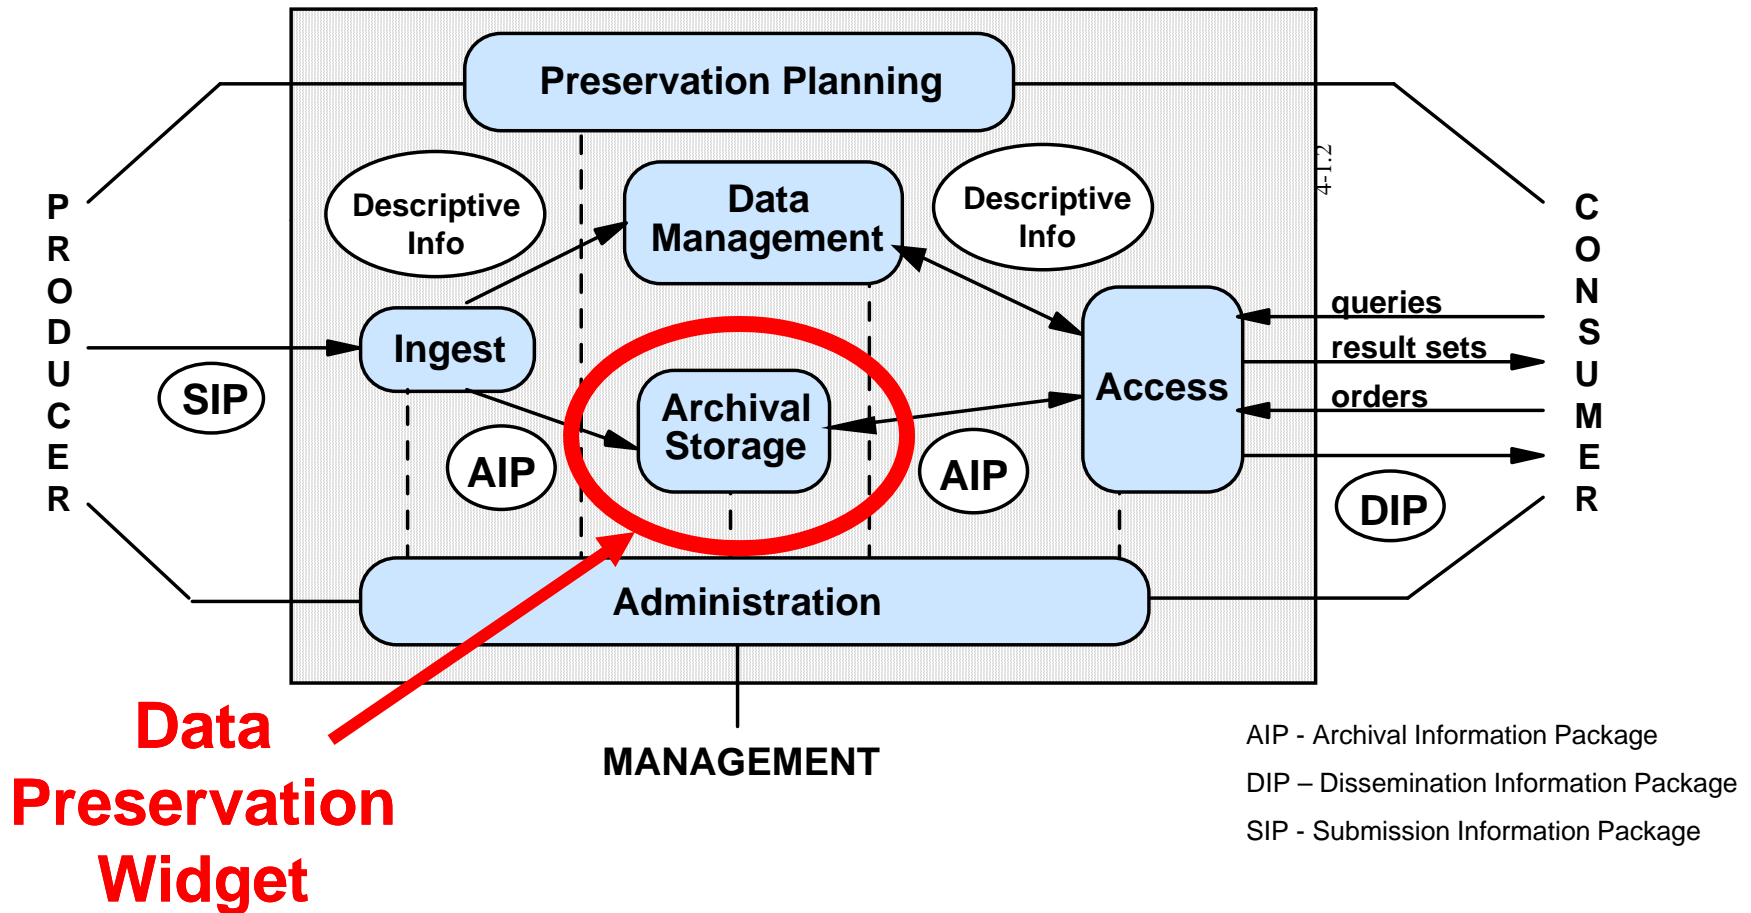 Preservation Planning
4-1.2
PRODUCER
Descriptive
Info
Data
Management
Descriptive
Info
CONSUMER
Ingest
SIP
queries
result sets
orders
Access
Archival
Storage
AIP
AIP
DIP
Administration
Data
Preservation
Widget
MANAGEMENT
AIP - Archival Information Package
DIP – Dissemination Information Package
SIP - Submission Information Package